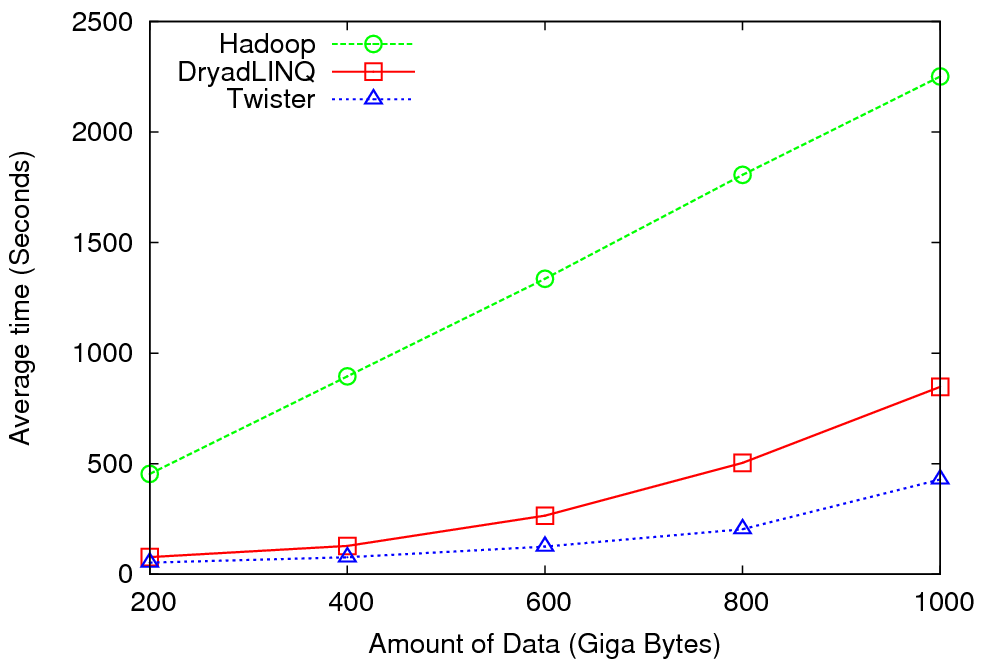 2500
2000
1500
1000
500
0
Average time (Seconds)
Hadoop
DryadLINQ
Twister
200 400 600 800 1000
Amount of Data (Giga Bytes)